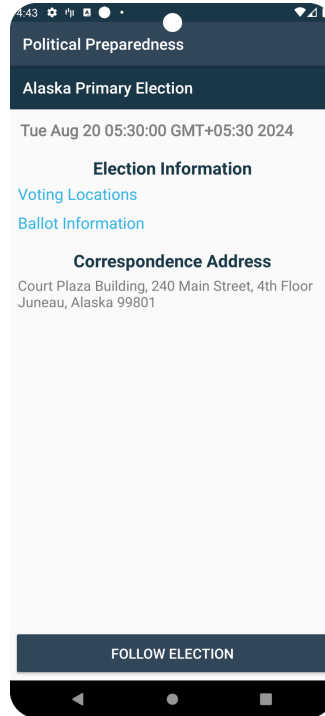 4:43
Political Preparedness
Alaska Primary Election
Tue Aug 20 05:30:00 GMT+05:30 2024
Election Information
Voting Locations
Ballot Information
Correspondence Address
Court Plaza Building, 240 Main Street, 4th Floor
Juneau, Alaska 99801
FOLLOW ELECTION